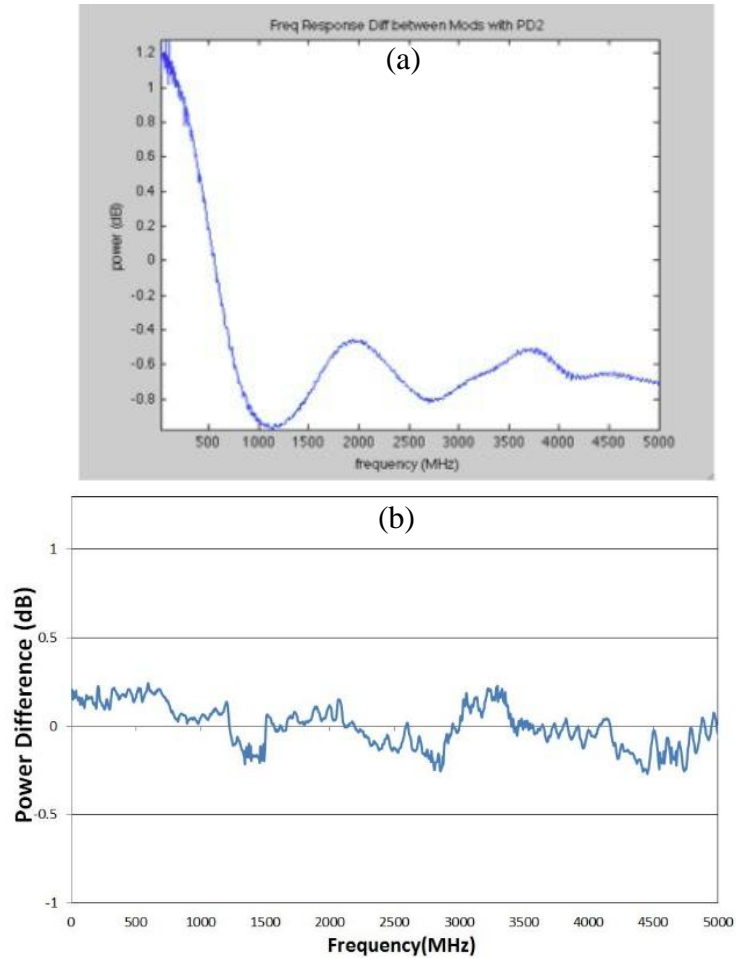 Freq Response Diff between Mods with PD2
(a)
1.2
1
0.8
0.6
0.4
0.2
0
-0.2
-0.4
-0.6
-0.8
power (dB)
500 1000 1500 2000 2500 3000 3500 4000 4500 5000
frequency (MHz)
(b)
1
0.5
0
-0.5
-1
Power Difference (dB)
0 500 1000 1500 2000 2500 3000 3500 4000 4500 5000
Frequency(MHz)